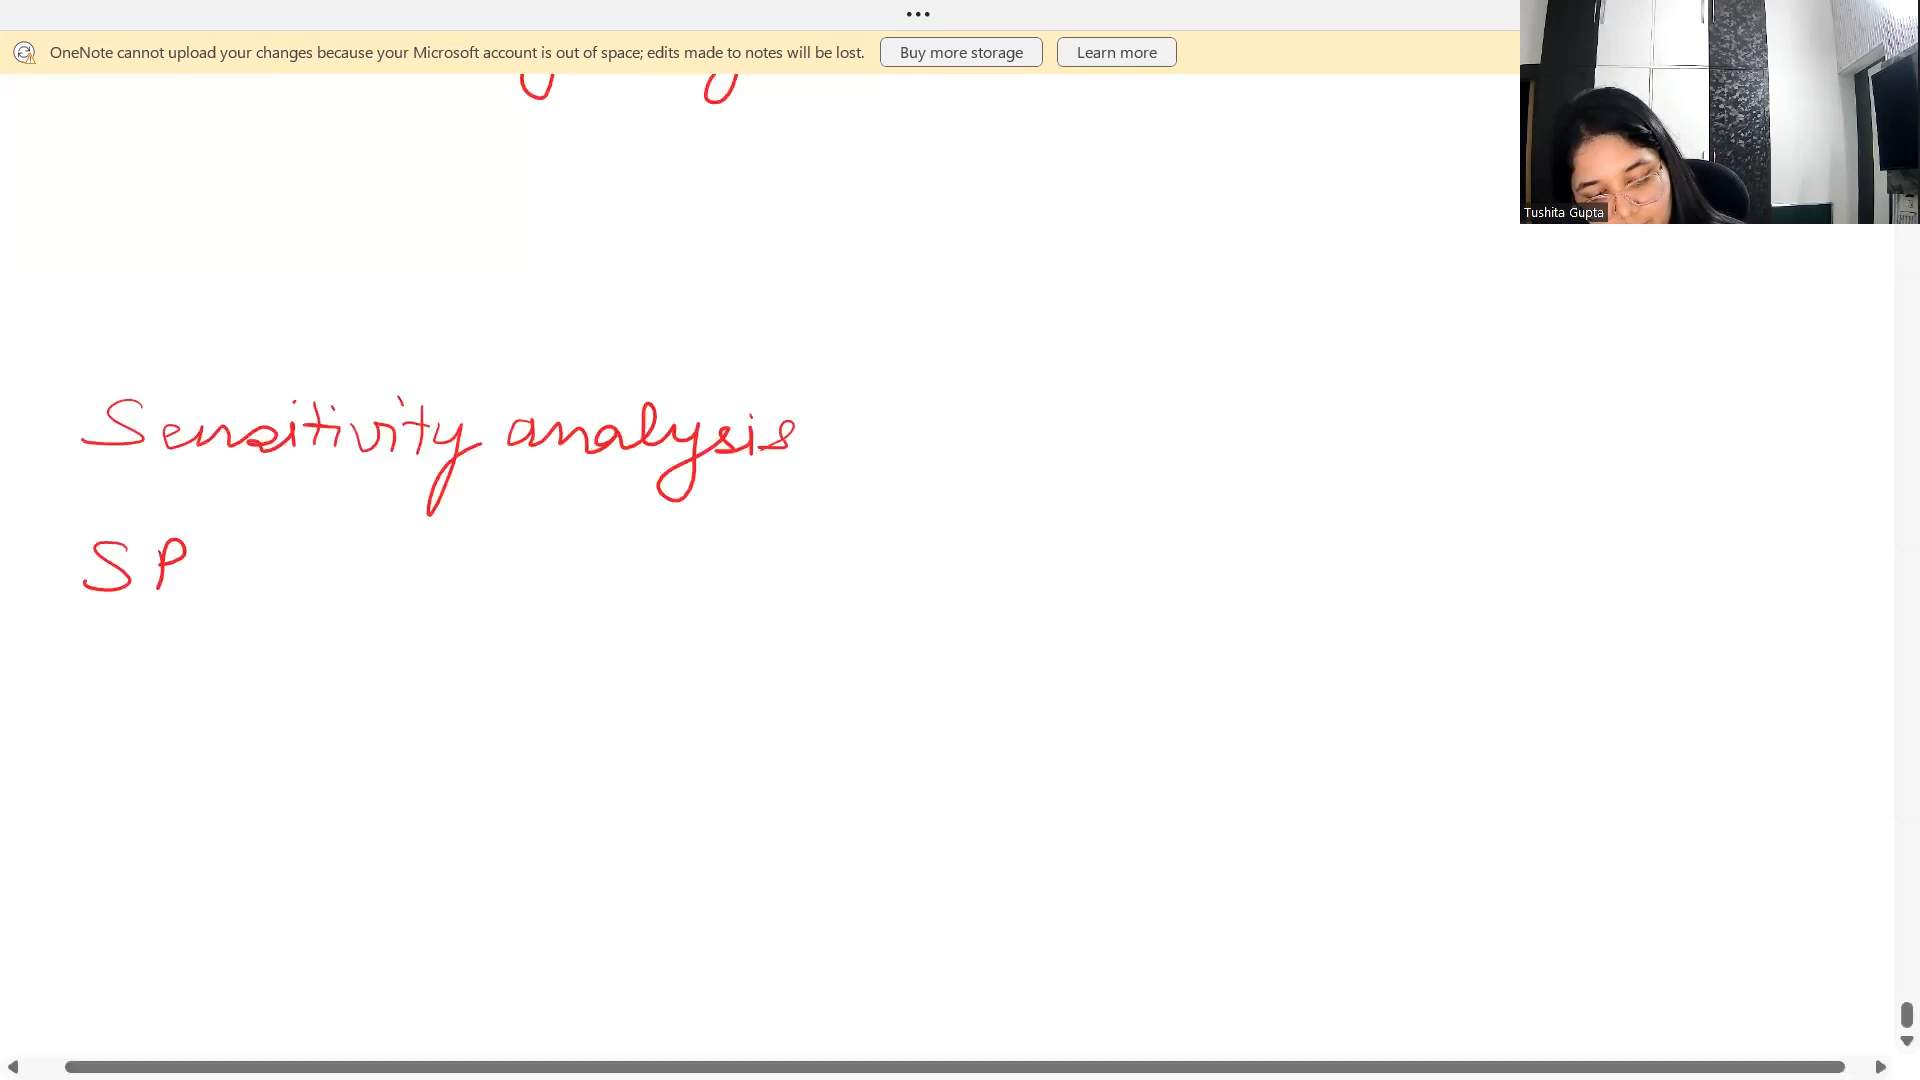 OneNote cannot upload your changes because your Microsoft account is out of space; edits made to notes will be lost. Buy more storage Learn more
Tushita Gupta
Sensitivity analysis
SP